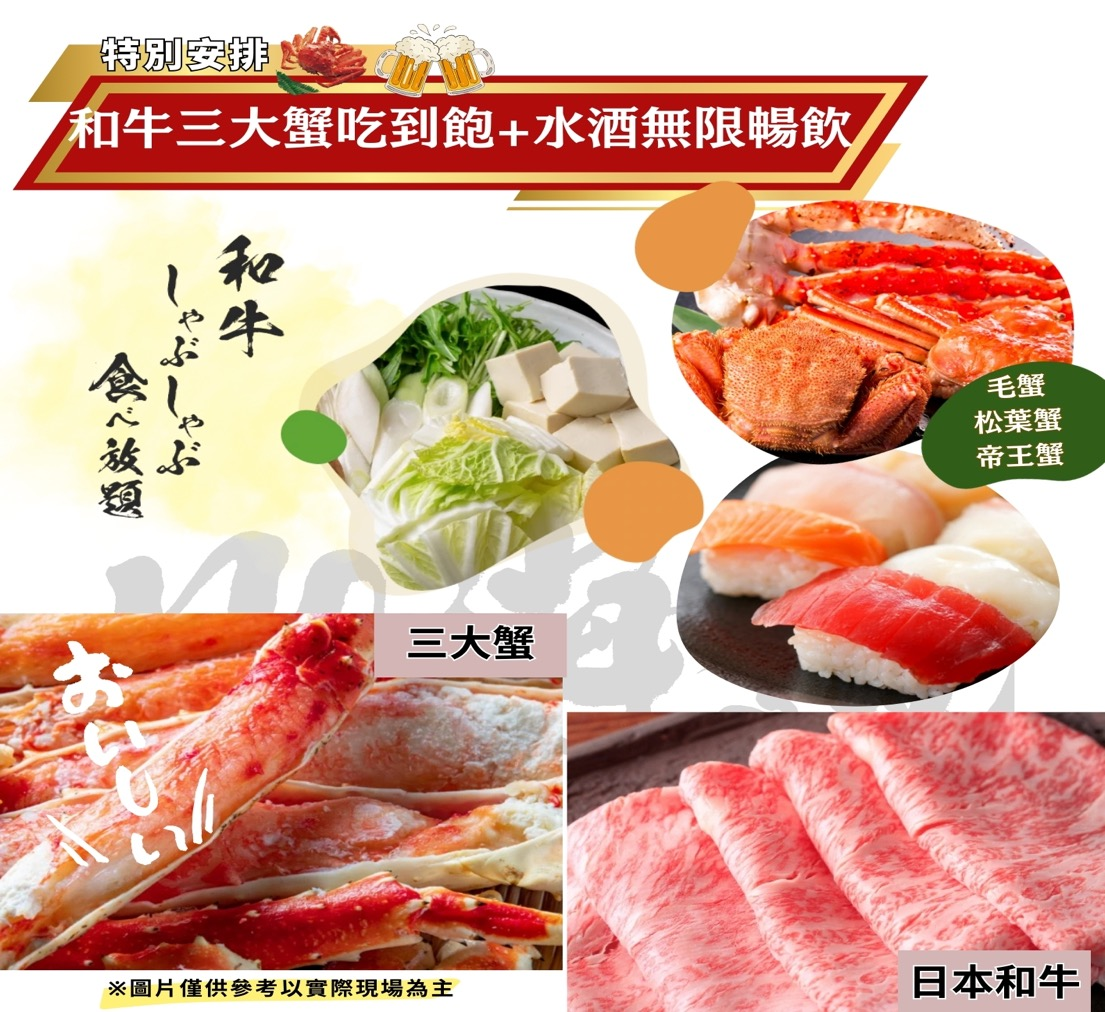 特別安排
和牛三大蟹吃到飽+水酒無限暢飲
和牛
しゃぶしゃぶ
食べ放題
毛蟹
松葉蟹
帝王蟹
三大蟹
おいしい
日本和牛
※圖片僅供參考以實際現場為主